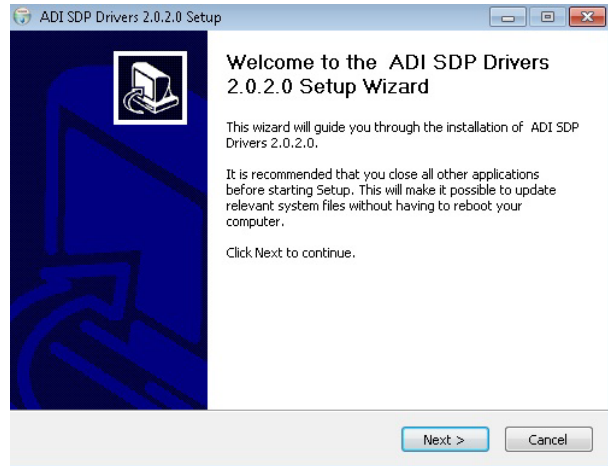 ADI SDP Drivers 2.0.2.0 Setup
Welcome to the ADI SDP Drivers
2.0.2.0 Setup Wizard
This wizard will guide you through the installation of ADI SDP
Drivers 2.0.2.0.
It is recommended that you close all other applications
before starting Setup. This will make it possible to update
relevant system files without having to reboot your
computer.
Click Next to continue.
Next >
Cancel